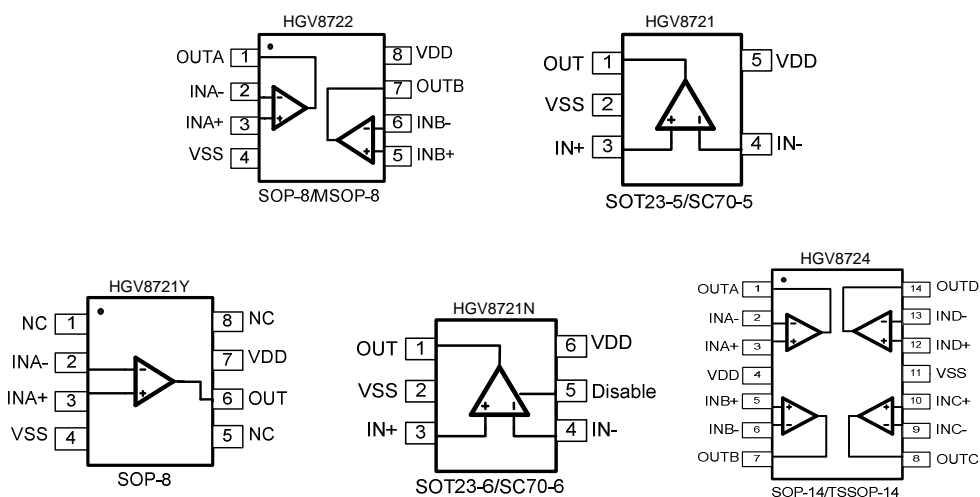 HGV8722
OUTA 1 8 VDD
INA- 2 7 OUTB
INA+ 3 6 INB-
VSS 4 5 INB+
SOP-8/MSOP-8
HGV8721
OUT 1 5 VDD
VSS 2
IN+ 3 4 IN-
SOT23-5/SC70-5
HGV8721Y
NC 1 8 NC
INA- 2 7 VDD
INA+ 3 6 OUT
VSS 4 5 NC
SOP-8
HGV8721N
OUT 1 6 VDD
VSS 2 5 Disable
IN+ 3 4 IN-
SOT23-6/SC70-6
HGV8724
OUTA 1 14 OUTD
INA- 2 13 IND-
INA+ 3 12 IND+
VDD 4 11 VSS
INB+ 5 10 INC+
INB- 6 9 INC-
OUTB 7 8 OUTC
SOP-14/TSSOP-14